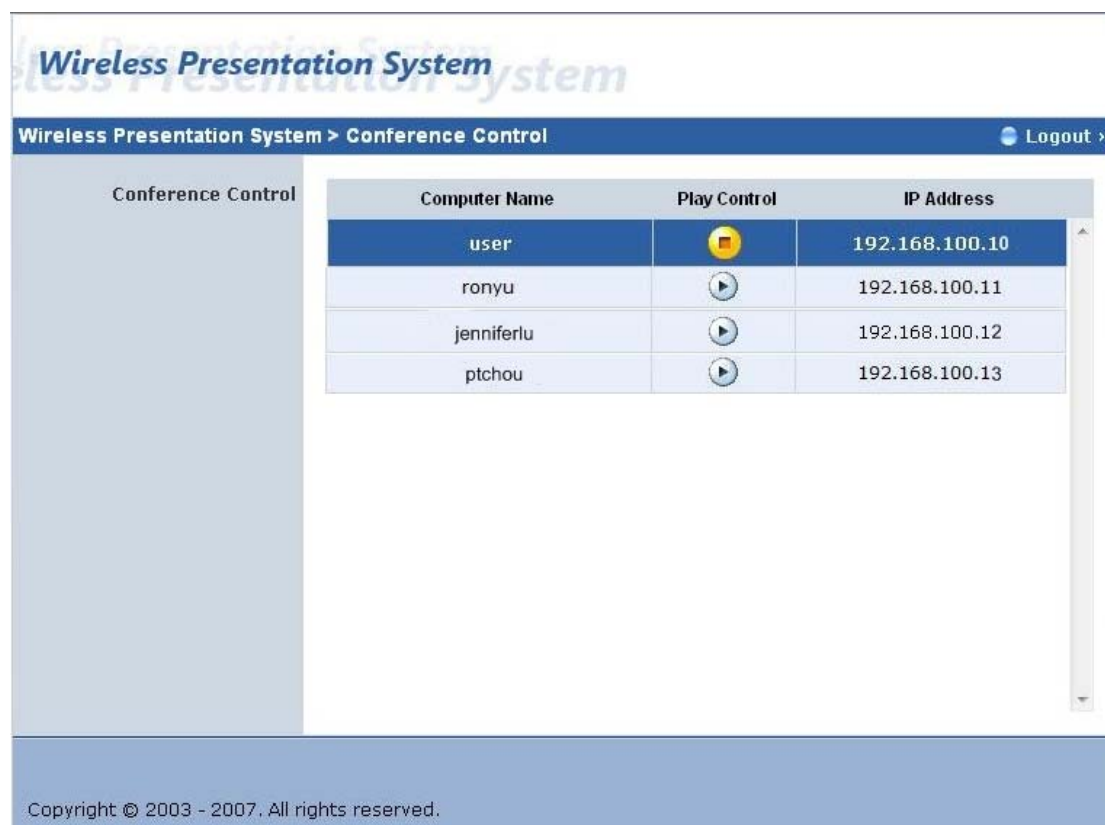 Wireless Presentation System
Wireless Presentation System > Conference Control
Logout ›
Conference Control
Computer Name Play Control IP Address
user 192.168.100.10
ronyu 192.168.100.11
jenniferlu 192.168.100.12
ptchou 192.168.100.13
Copyright © 2003 - 2007. All rights reserved.